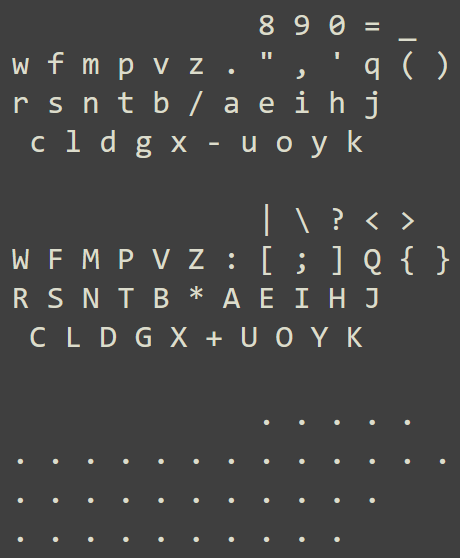 8 9 0 = _
w f m p v z . " , ' q ( )
r s n t b / a e i h j
c l d g x - u o y k
| \ ? < >
W F M P V Z : [ ; ] Q { }
R S N T B * A E I H J
C L D G X + U O Y K
. . . . .
. . . . . . . . . . . . .
. . . . . . . . . . .
. . . . . . . . . .